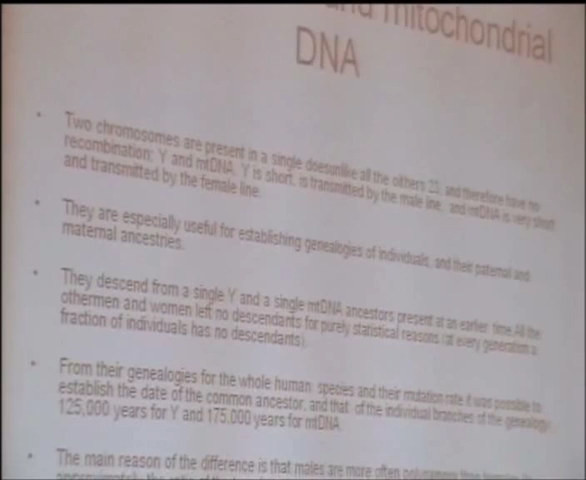 and mitochondrial
DNA
• Two chromosomes are present in a single doesunlike all the oithers 23, and therefore have no
recombination: Y and mtDNA. Y is short, is transmitted by the male line, and mtDNA is very short
and transmitted by the female line.
• They are especially useful for establishing genealogies of individuals, and their paternal and
maternal ancestries.
• They descend from a single Y and a single mtDNA ancestors present at an earlier time.All the
othermen and women left no descendants for purely statistical reasons (at every generation a
fraction of individuals has no descendants).
• From their genealogies for the whole human species and their mutation rate it was possible to
establish the date of the common ancestor, and that of the individual branches of the genealogy:
125,000 years for Y and 175,000 years for mtDNA
• The main reason of the difference is that males are more often polygamous than